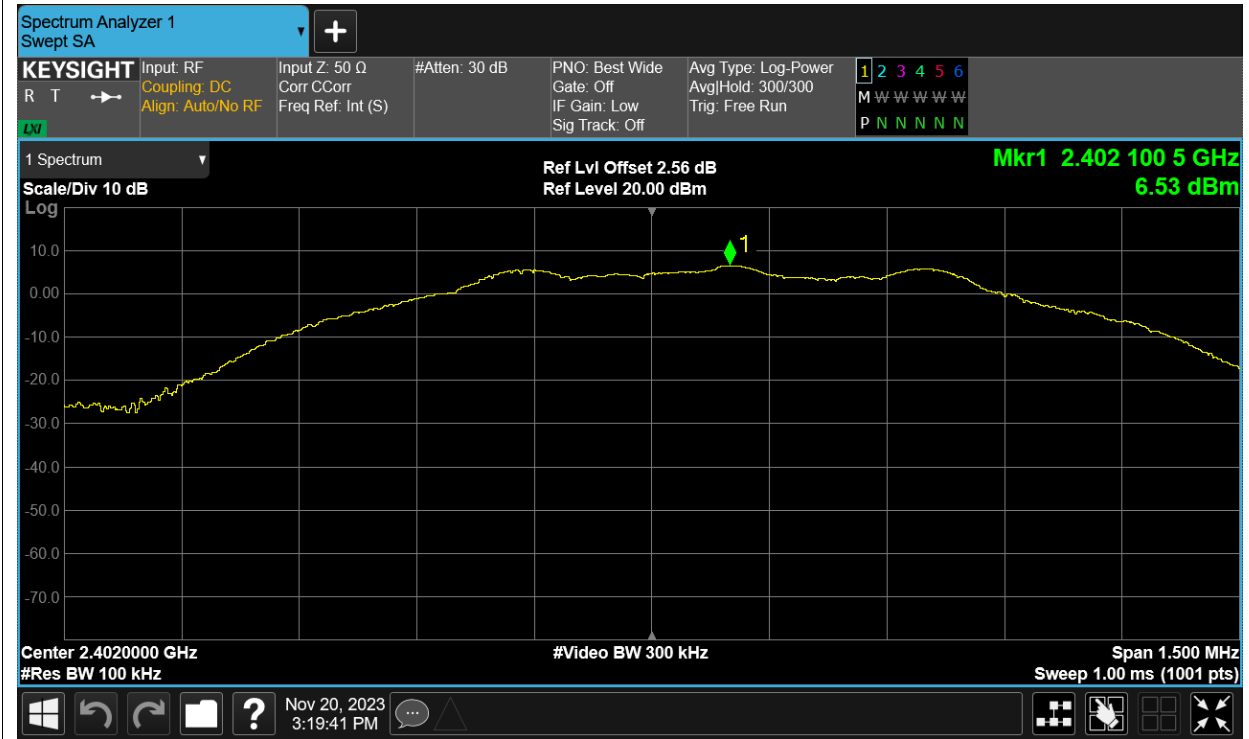 Spectrum Analyzer 1
Swept SA
KEYSIGHT
R T
LXI
Input: RF
Coupling: DC
Align: Auto/No RF
Input Z: 50 Ω
Corr CCorr
Freq Ref: Int (S)
#Atten: 30 dB
PNO: Best Wide
Gate: Off
IF Gain: Low
Sig Track: Off
Avg Type: Log-Power
Avg|Hold: 300/300
Trig: Free Run
1 2 3 4 5 6
M W W W W W
P N N N N N
1 Spectrum
Scale/Div 10 dB
Log
Ref Lvl Offset 2.56 dB
Ref Level 20.00 dBm
Mkr1 2.402 100 5 GHz
6.53 dBm
1
10.0
0.00
-10.0
-20.0
-30.0
-40.0
-50.0
-60.0
-70.0
Center 2.4020000 GHz
#Res BW 100 kHz
#Video BW 300 kHz
Span 1.500 MHz
Sweep 1.00 ms (1001 pts)
?
Nov 20, 2023
3:19:41 PM